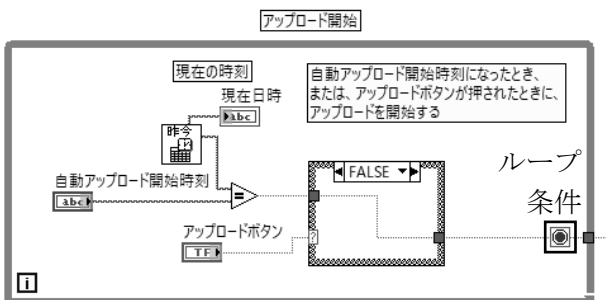 アップロード開始
現在の時刻
現在日時
abc
昨今
自動アップロード開始時刻になったとき、
または、アップロードボタンが押されたときに、
アップロードを開始する
自動アップロード開始時刻
abc
=
FALSE
ループ
条件
アップロードボタン
TF
?
i